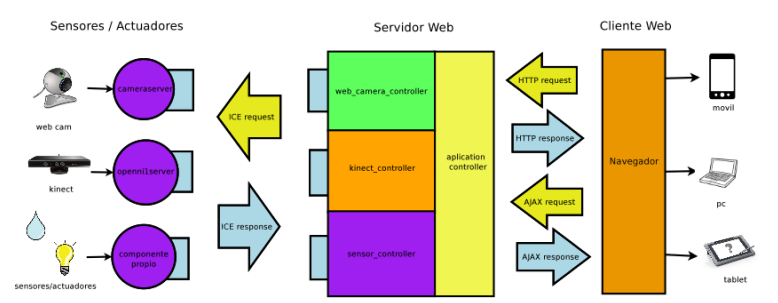 Sensores / Actuadores
Servidor Web
Cliente Web
cameraserver
web cam
ICE request
web_camera_controller
HTTP request
movil
HTTP response
openni1server
kinect
kinect_controller
aplication
controller
Navegador
AJAX request
pc
ICE response
componente
propio
sensores/actuadores
sensor_controller
AJAX response
?
tablet